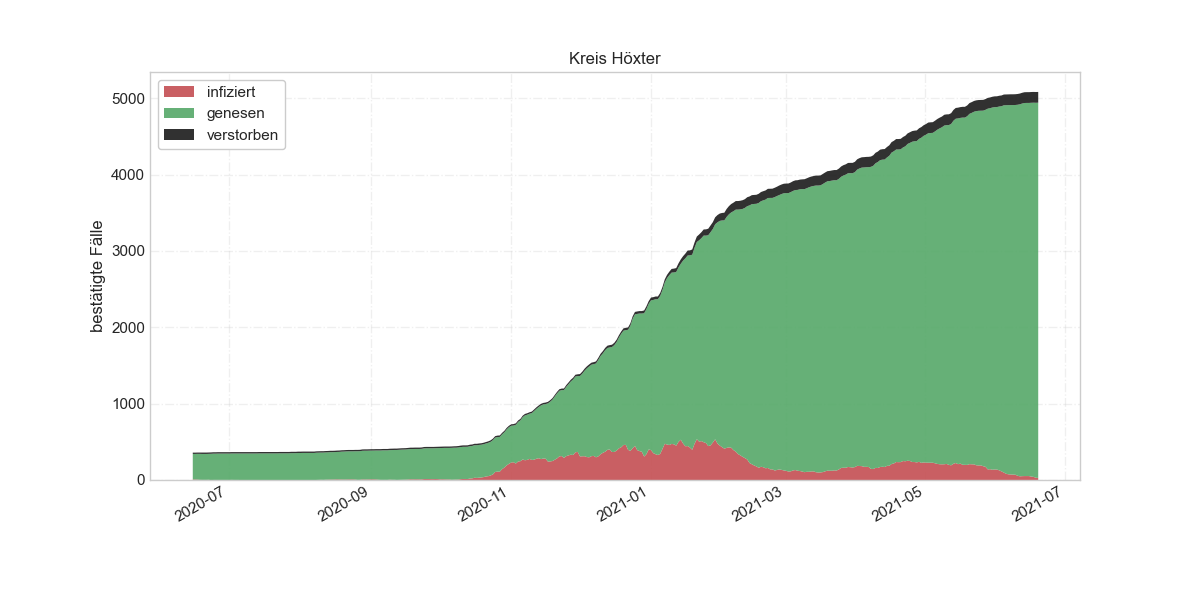 Kreis Höxter
infiziert
genesen
verstorben
bestätigte Fälle
5000
4000
3000
2000
1000
0
2020-07
2020-09
2020-11
2021-01
2021-03
2021-05
2021-07